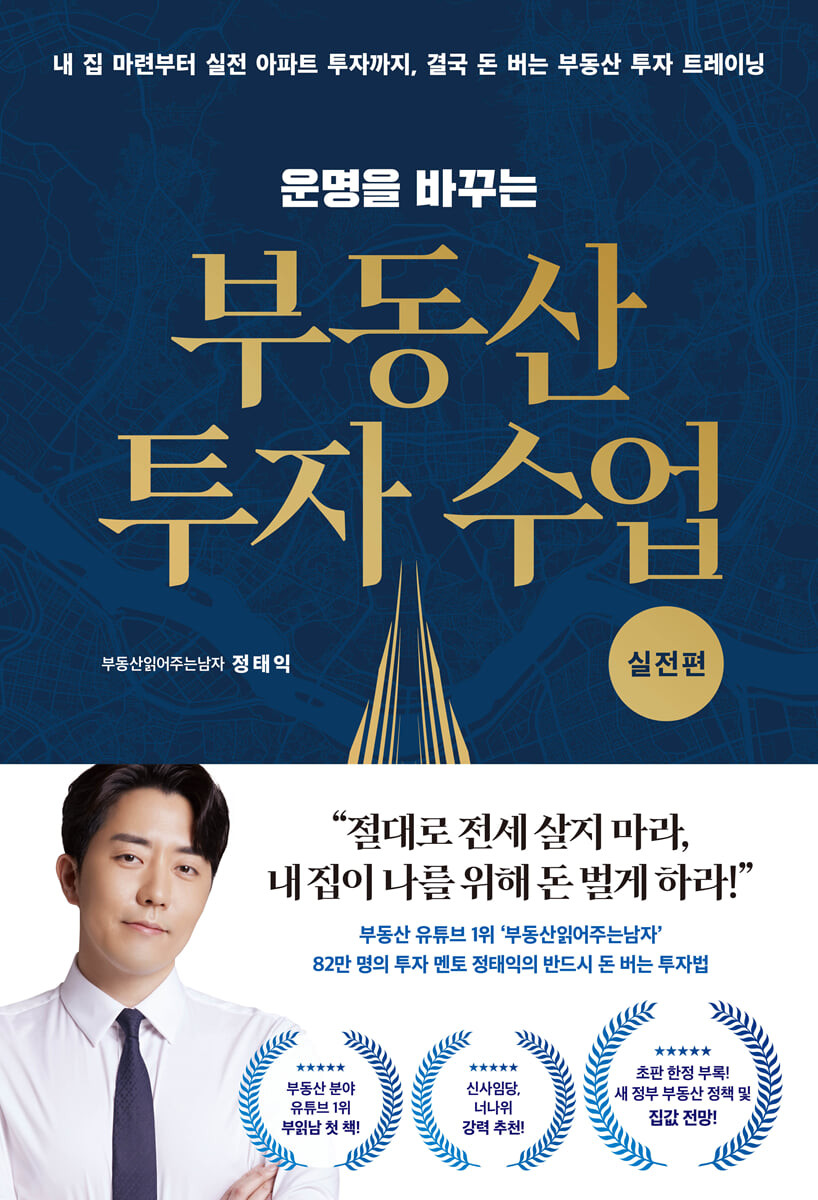 내 집 마련부터 실전 아파트 투자까지, 결국 돈 버는 부동산 투자 트레이닝
운명을 바꾸는
부동산
투자 수업
부동산읽어주는남자 정태익
실전편
“절대로 전세 살지 마라,
내 집이 나를 위해 돈 벌게 하라!”
부동산 유튜브 1위 ‘부동산읽어주는남자’
82만 명의 투자 멘토 정태익의 반드시 돈 버는 투자법
★★★★★
부동산 분야
유튜브 1위
부읽남 첫 책!
★★★★★
신사임당,
너나위
강력 추천!
★★★★★
초판 한정 부록!
새 정부 부동산 정책 및
집값 전망!